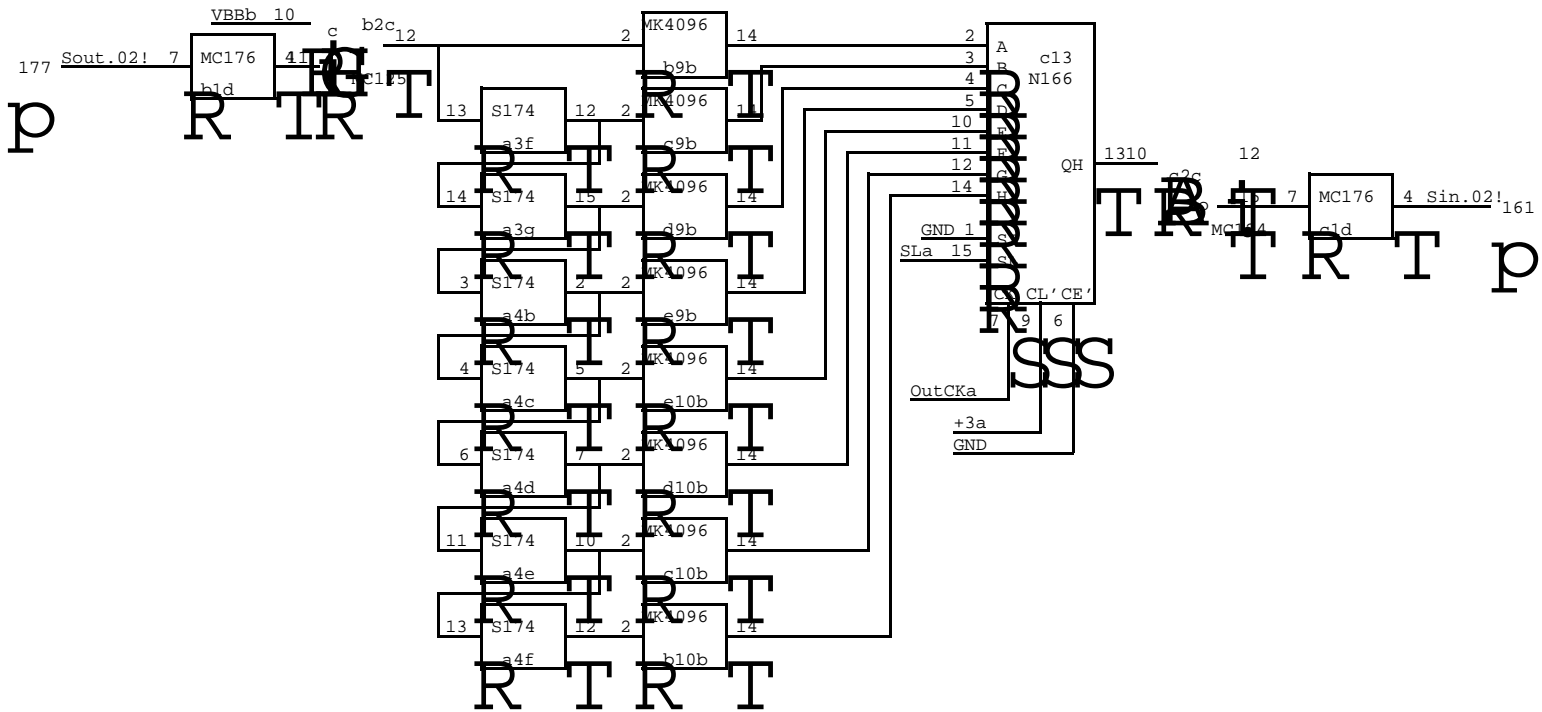 VBBb 10
c
b2c
12
177 Sout.02! 7 MC176 4
b1d
p R T R T
2 MK4096 14
b9b
R T
13 S174 12 2 MK4096 14
a3f c9b
R T R T
14 S174 15 2 MK4096 14
a3g d9b
R T R T
3 S174 2 2 MK4096 14
a4b e9b
R T R T
4 S174 5 2 MK4096 14
a4c e10b
R T R T
6 S174 7 2 MK4096 14
a4d d10b
R T R T
11 S174 10 2 MK4096 14
a4e c10b
R T R T
13 S174 12 2 MK4096 14
a4f b10b
R T R T
2 A
c13
N166
3 B
4 C
5 D
10 E
11 F
12 G
14 H
GND 1
SLa 15
QH 1310
T
CL' CE'
7 9 6
S S S
OutCKa
+3a
GND
12
c2c
7 MC176 4 Sin.02! 161
c1d
T R T p